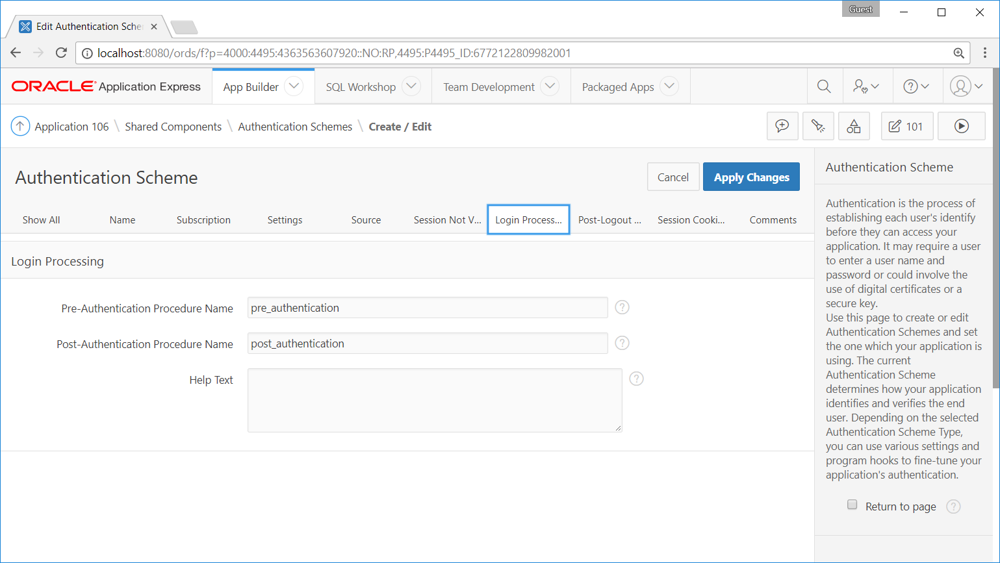 Guest
Edit Authentication Sche
localhost:8080/ords/f?p=4000:4495:4363563607920::NO:RP,4495:P4495_ID:6772122809982001
ORACLE Application Express App Builder SQL Workshop Team Development Packaged Apps
Application 106 \ Shared Components \ Authentication Schemes \ Create / Edit 101
Authentication Scheme Cancel Apply Changes
Show All Name Subscription Settings Source Session Not V... Login Process... Post-Logout ... Session Cooki... Comments
Login Processing
Pre-Authentication Procedure Name pre_authentication ?
Post-Authentication Procedure Name post_authentication ?
Help Text ?
Authentication Scheme
Authentication is the process of
establishing each user's identify
before they can access your
application. It may require a user
to enter a user name and
password or could involve the
use of digital certificates or a
secure key.
Use this page to create or edit
Authentication Schemes and set
the one which your application is
using. The current
Authentication Scheme
determines how your application
identifies and verifies the end
user. Depending on the selected
Authentication Scheme Type,
you can use various settings and
program hooks to fine-tune your
application's authentication.
Return to page ?